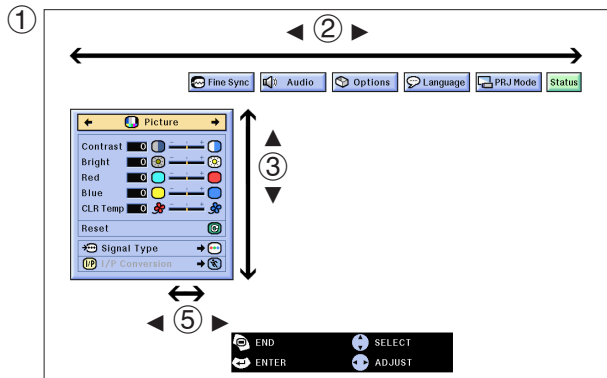 ①
◄ ② ►
Fine Sync Audio Options Language PRJ Mode Status
Picture
Contrast 0 - +
Bright 0 - +
Red 0 - +
Blue 0 - +
CLR Temp 0 - +
Reset
Signal Type
I/P I/P Conversion
▲
③
▼
◄ ⑤ ►
END SELECT
ENTER ADJUST